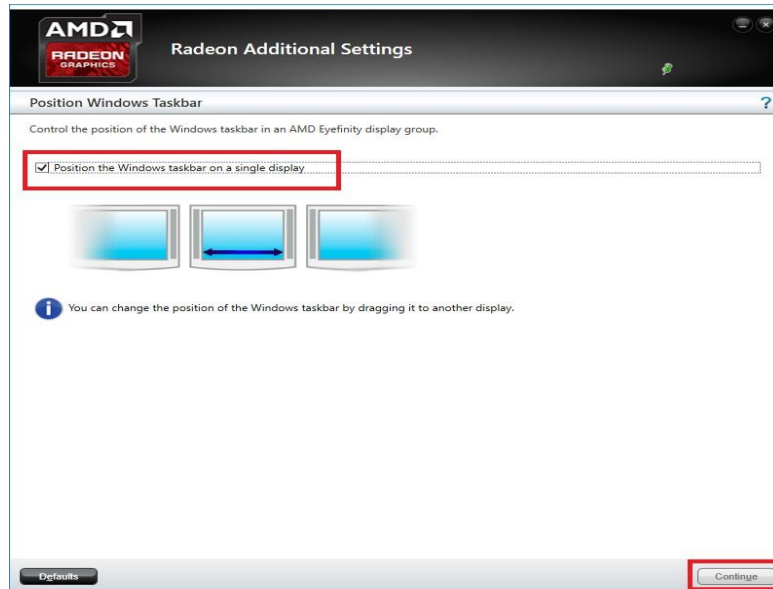 AMD
RADEON
GRAPHICS
Radeon Additional Settings
Position Windows Taskbar
?
Control the position of the Windows taskbar in an AMD Eyefinity display group.
Position the Windows taskbar on a single display
i You can change the position of the Windows taskbar by dragging it to another display.
Defaults
Continue